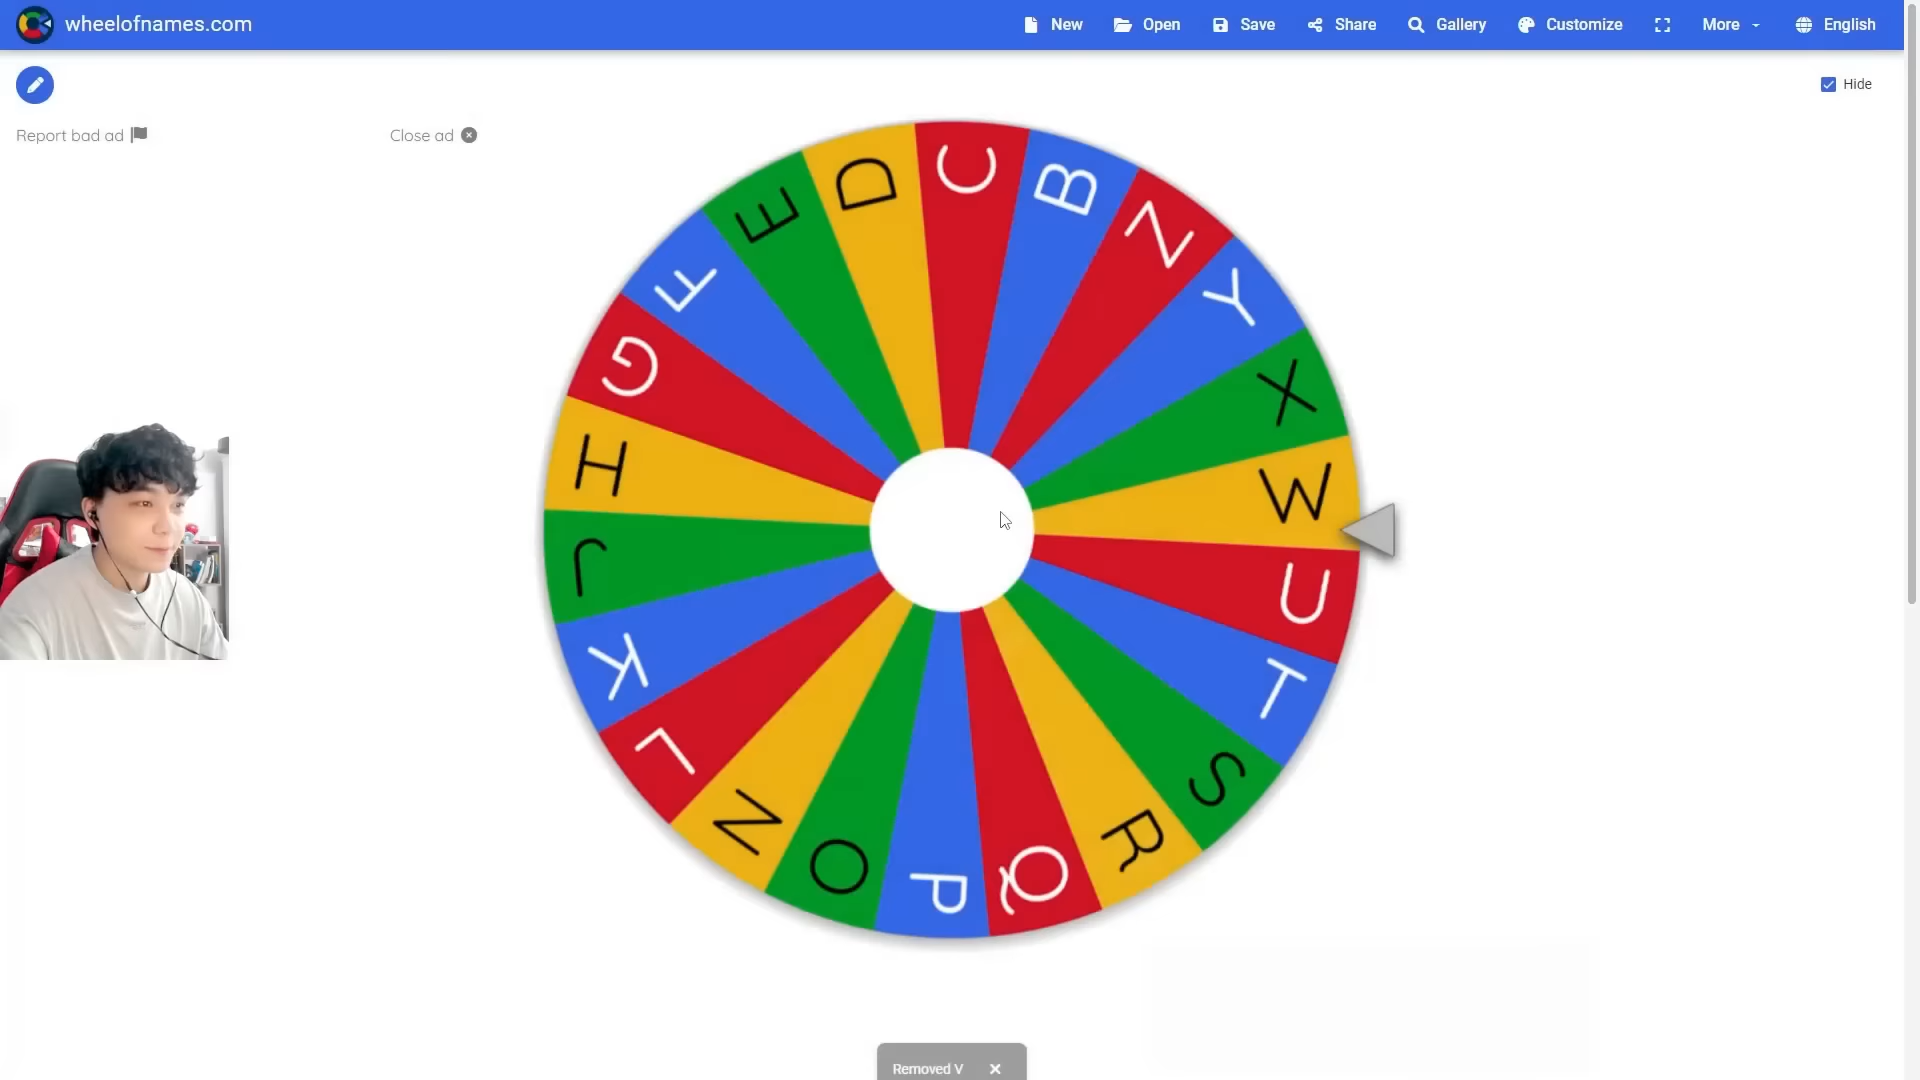 wheelofnames.com
New
Open
Save
Share
Gallery
Customize
More
English
Hide
Report bad ad
Close ad
C
B
Z
Y
X
W
U
T
S
R
Q
P
O
N
L
K
J
H
G
F
E
D
Removed V